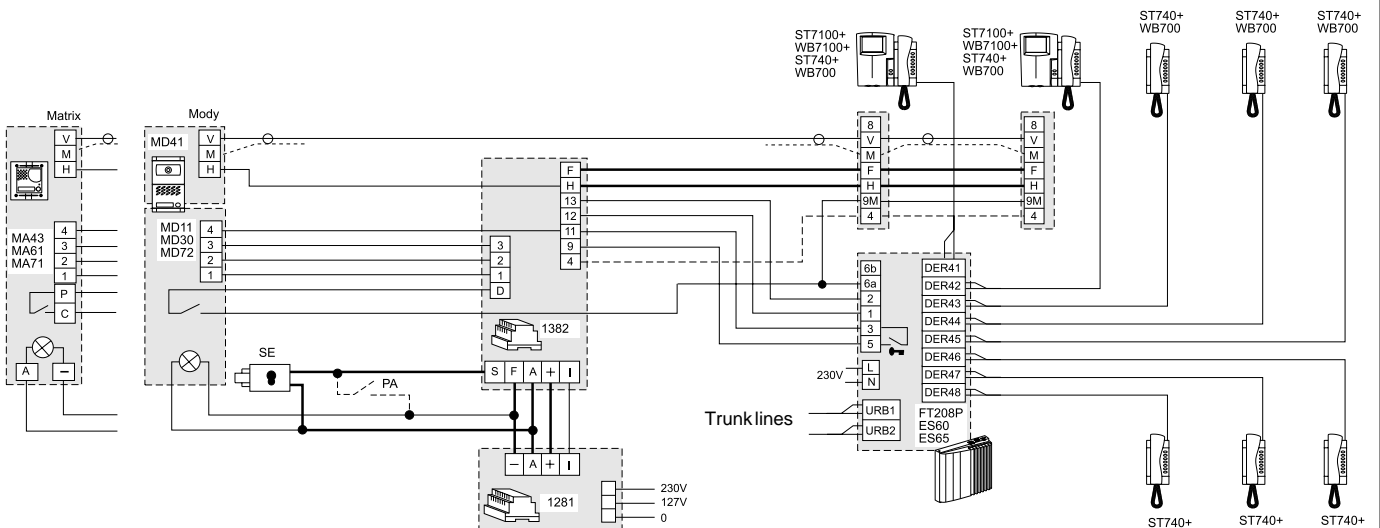 ST7100+
WB7100+
ST740+
WB700
ST7100+
WB7100+
ST740+
WB700
ST740+
WB700
ST740+
WB700
ST740+
WB700
Matrix
V
M
H
MA43
MA61
MA71
4
3
2
1
P
C
A
−
Mody
MD41
V
M
H
MD11
MD30
MD72
4
3
2
1
SE
PA
F
H
13
12
11
9
4
3
2
1
D
1382
S
F
A
+
I
−
A
+
I
1281
230V
127V
0
8
V
M
F
H
9M
4
8
V
M
F
H
9M
4
6b
6a
2
1
3
5
230V
L
N
Trunk lines
URB1
URB2
DER41
DER42
DER43
DER44
DER45
DER46
DER47
DER48
FT208P
ES60
ES65
ST740+
ST740+
ST740+